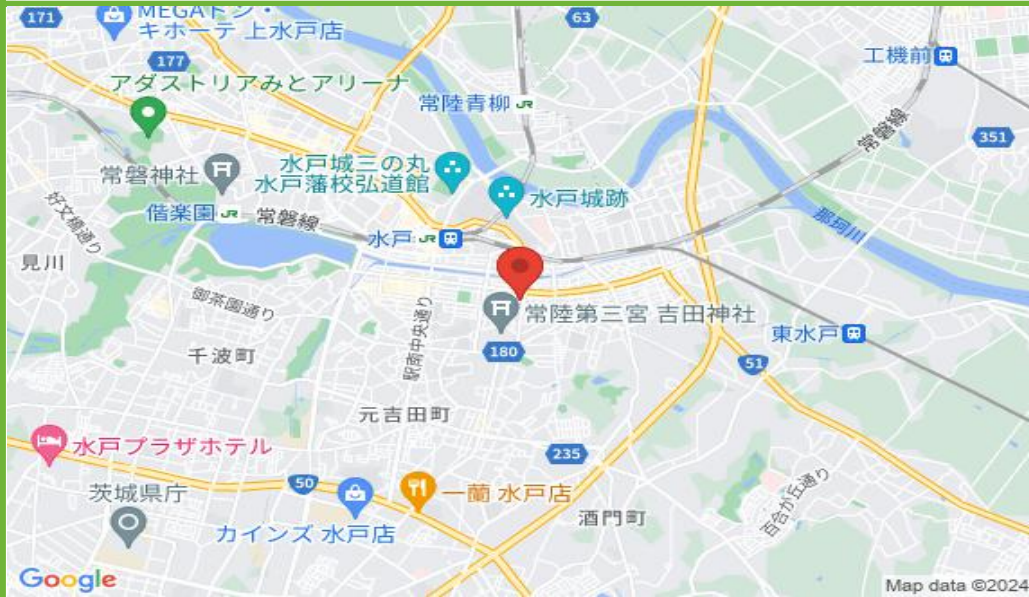 171
MEGAドン・
キホーテ 上水戸店
63
177
工機前
アダストリアみとアリーナ
常陸青柳
JR
351
常磐線
水戸城三の丸
水戸藩校弘道館
常磐神社
水戸城跡
好文橋通り
偕楽園
JR
常磐線
水戸
JR
那珂川
見川
御茶園通り
駅南中央通り
常陸第三宮 吉田神社
東水戸
180
千波町
51
元吉田町
水戸プラザホテル
235
百合が丘通り
50
茨城県庁
一蘭 水戸店
酒門町
カインズ 水戸店
Google
Map data ©2024